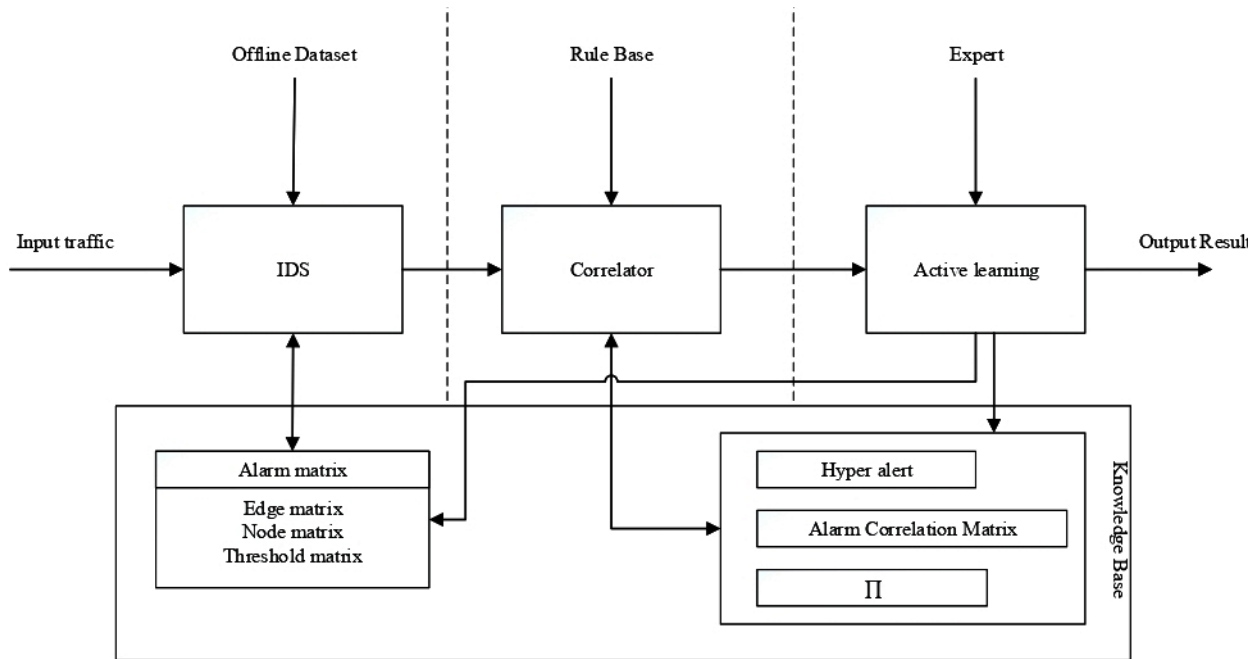 Offline Dataset
Rule Base
Expert
Input traffic
IDS
Correlator
Active learning
Output Result
Alarm matrix
Edge matrix
Node matrix
Threshold matrix
Hyper alert
Alarm Correlation Matrix
Π
Knowledge Base